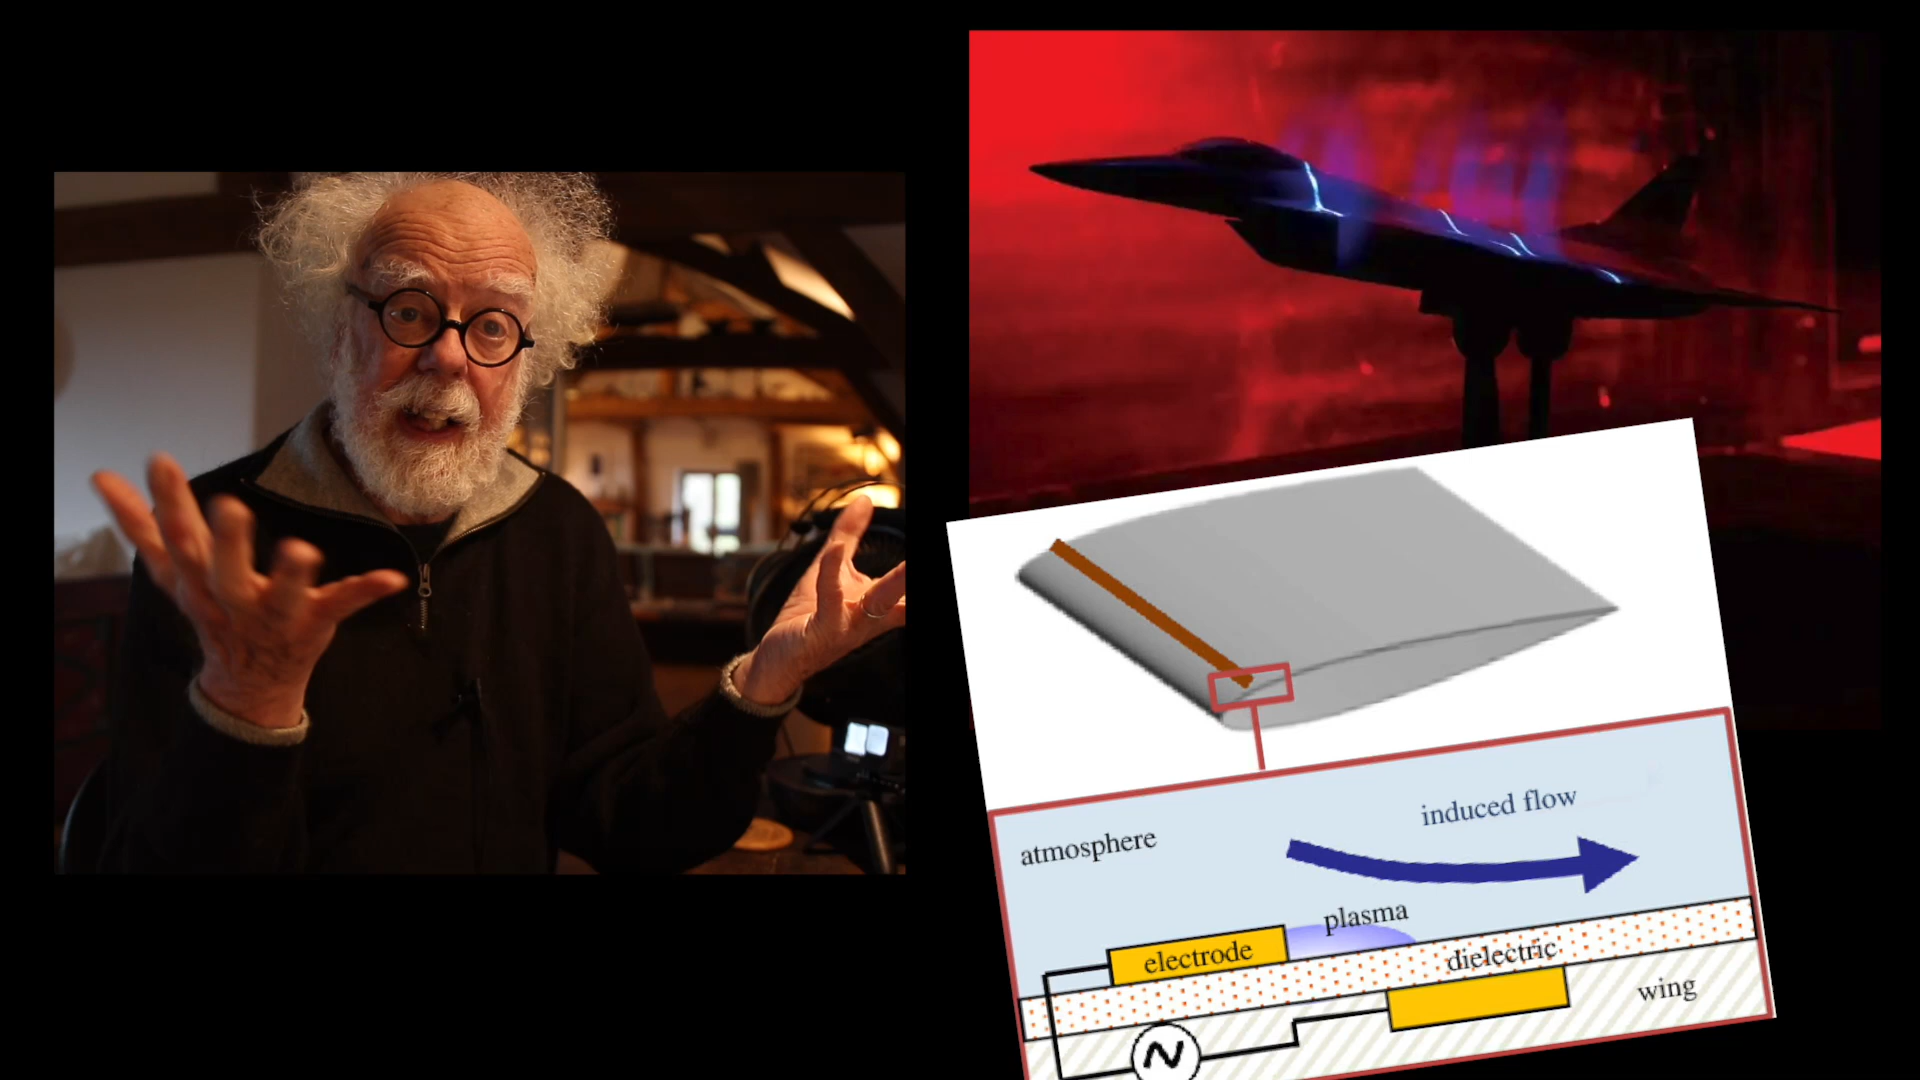 induced flow
atmosphere
plasma
electrode
dielectric
wing